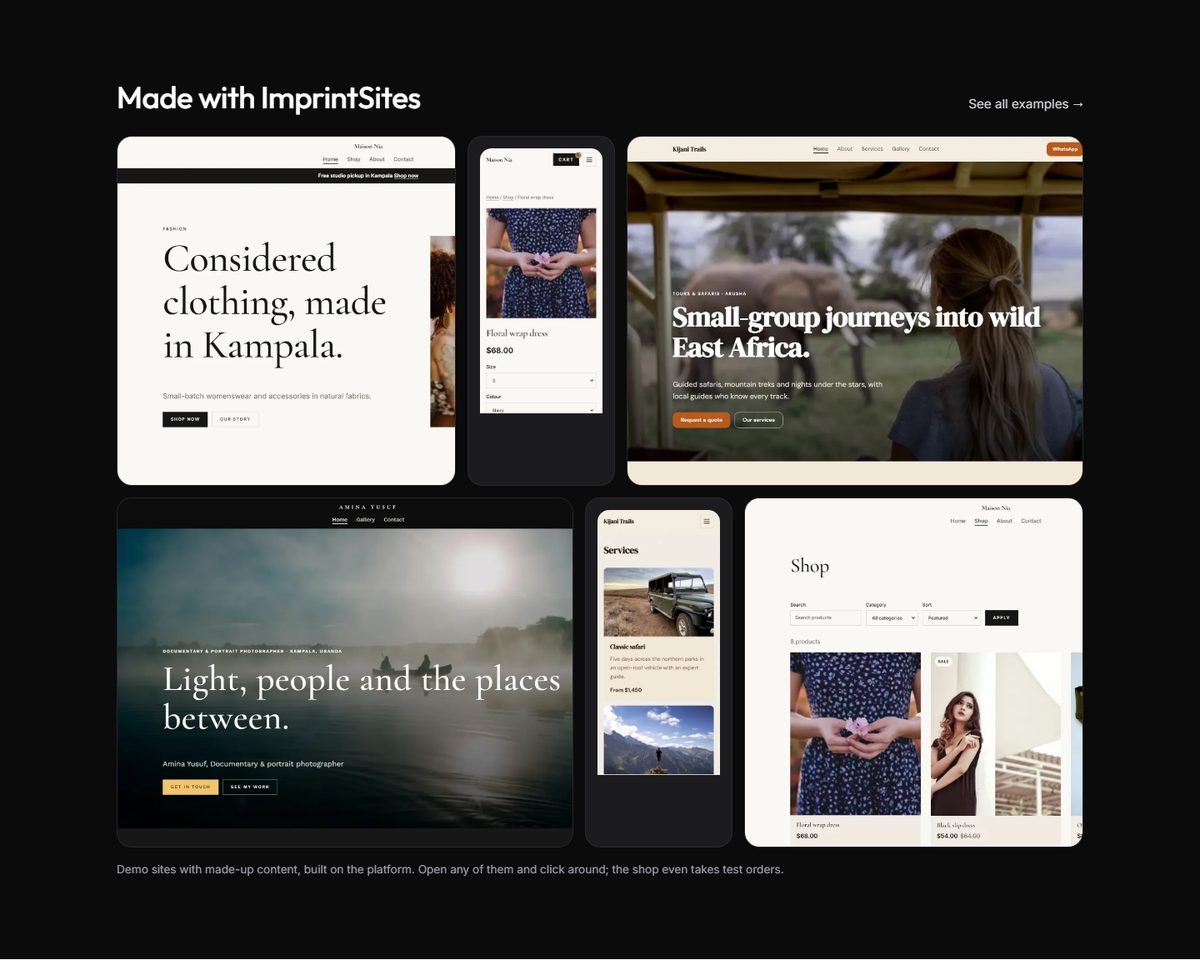 Made with ImprintSites
See all examples →
Maison Nia
Home Shop About Contact
Free studio pickup in Kampala Shop now
FASHION
Considered
clothing, made
in Kampala.
Small-batch womenswear and accessories in natural fabrics.
SHOP NOW OUR STORY
Maison Nia CART
Home / Shop / Floral wrap dress
Floral wrap dress
$68.00
Size
S
Colour
Navy
Kijani Trails Home About Services Gallery Contact WhatsApp
TOURS & SAFARIS · ARUSHA
Small-group journeys into wild
East Africa.
Guided safaris, mountain treks and nights under the stars, with
local guides who know every track.
Request a quote Our services
AMINA YUSUF
Home Gallery Contact
DOCUMENTARY & PORTRAIT PHOTOGRAPHER · KAMPALA, UGANDA
Light, people and the places
between.
Amina Yusuf, Documentary & portrait photographer
GET IN TOUCH SEE MY WORK
Kijani Trails
Services
Classic safari
Five days across the northern parks in
an open-roof vehicle with an expert
guide.
From $1,450
Maison Nia
Home Shop About Contact
Shop
Search Category Sort
Search products All categories Featured APPLY
8 products
SALE
Floral wrap dress
$68.00
Black slip dress
$54.00 $64.00
Demo sites with made-up content, built on the platform. Open any of them and click around; the shop even takes test orders.